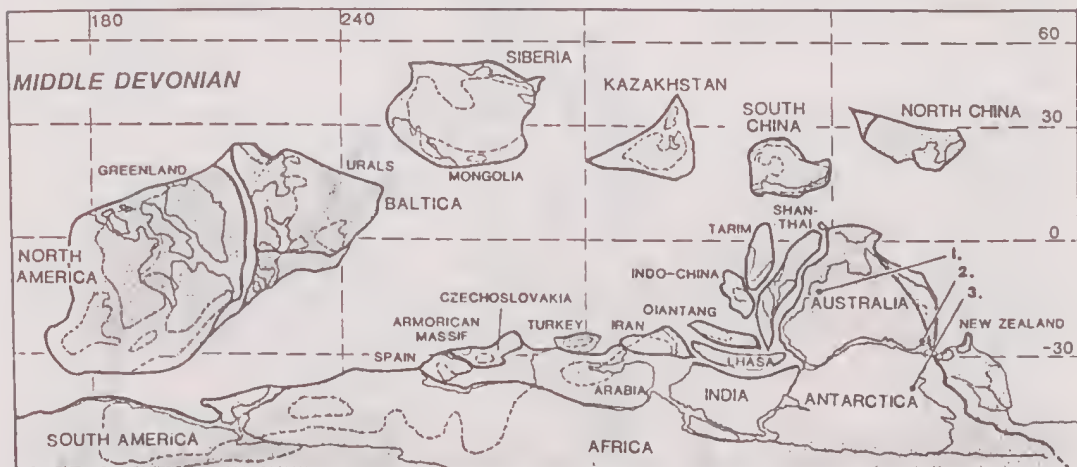 180 240
60
MIDDLE DEVONIAN
SIBERIA
KAZAKHSTAN
SOUTH
CHINA
NORTH CHINA
30
GREENLAND
URALS
MONGOLIA
BALTICA
SHAN-
THAI
TARIM
0
NORTH
AMERICA
1.
INDO-CHINA
2.
AUSTRALIA
3.
CZECHOSLOVAKIA
QIANTANG
ARMORICAN
MASSIF
TURKEY
IRAN
NEW ZEALAND
SPAIN
LHASA
-30
ARABIA
INDIA
ANTARCTICA
SOUTH AMERICA
AFRICA